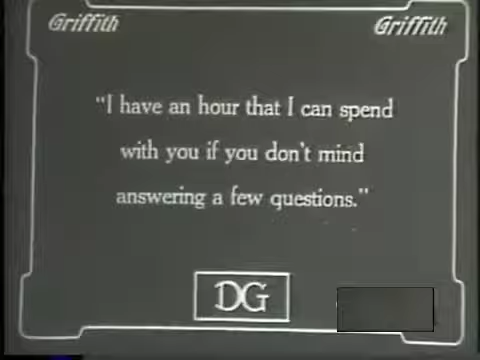 Griffith Griffith
"I have an hour that I can spend
with you if you don't mind
answering a few questions."
DG